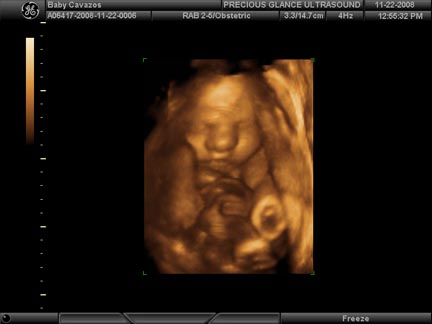 Baby Cavazos PRECIOUS GLANCE ULTRASOUND 11-22-2008
A06417-2008-11-22-0006 RAB 2-5/Obstetric 3.3/14.7cm 4Hz 12:55:32 PM
Freeze